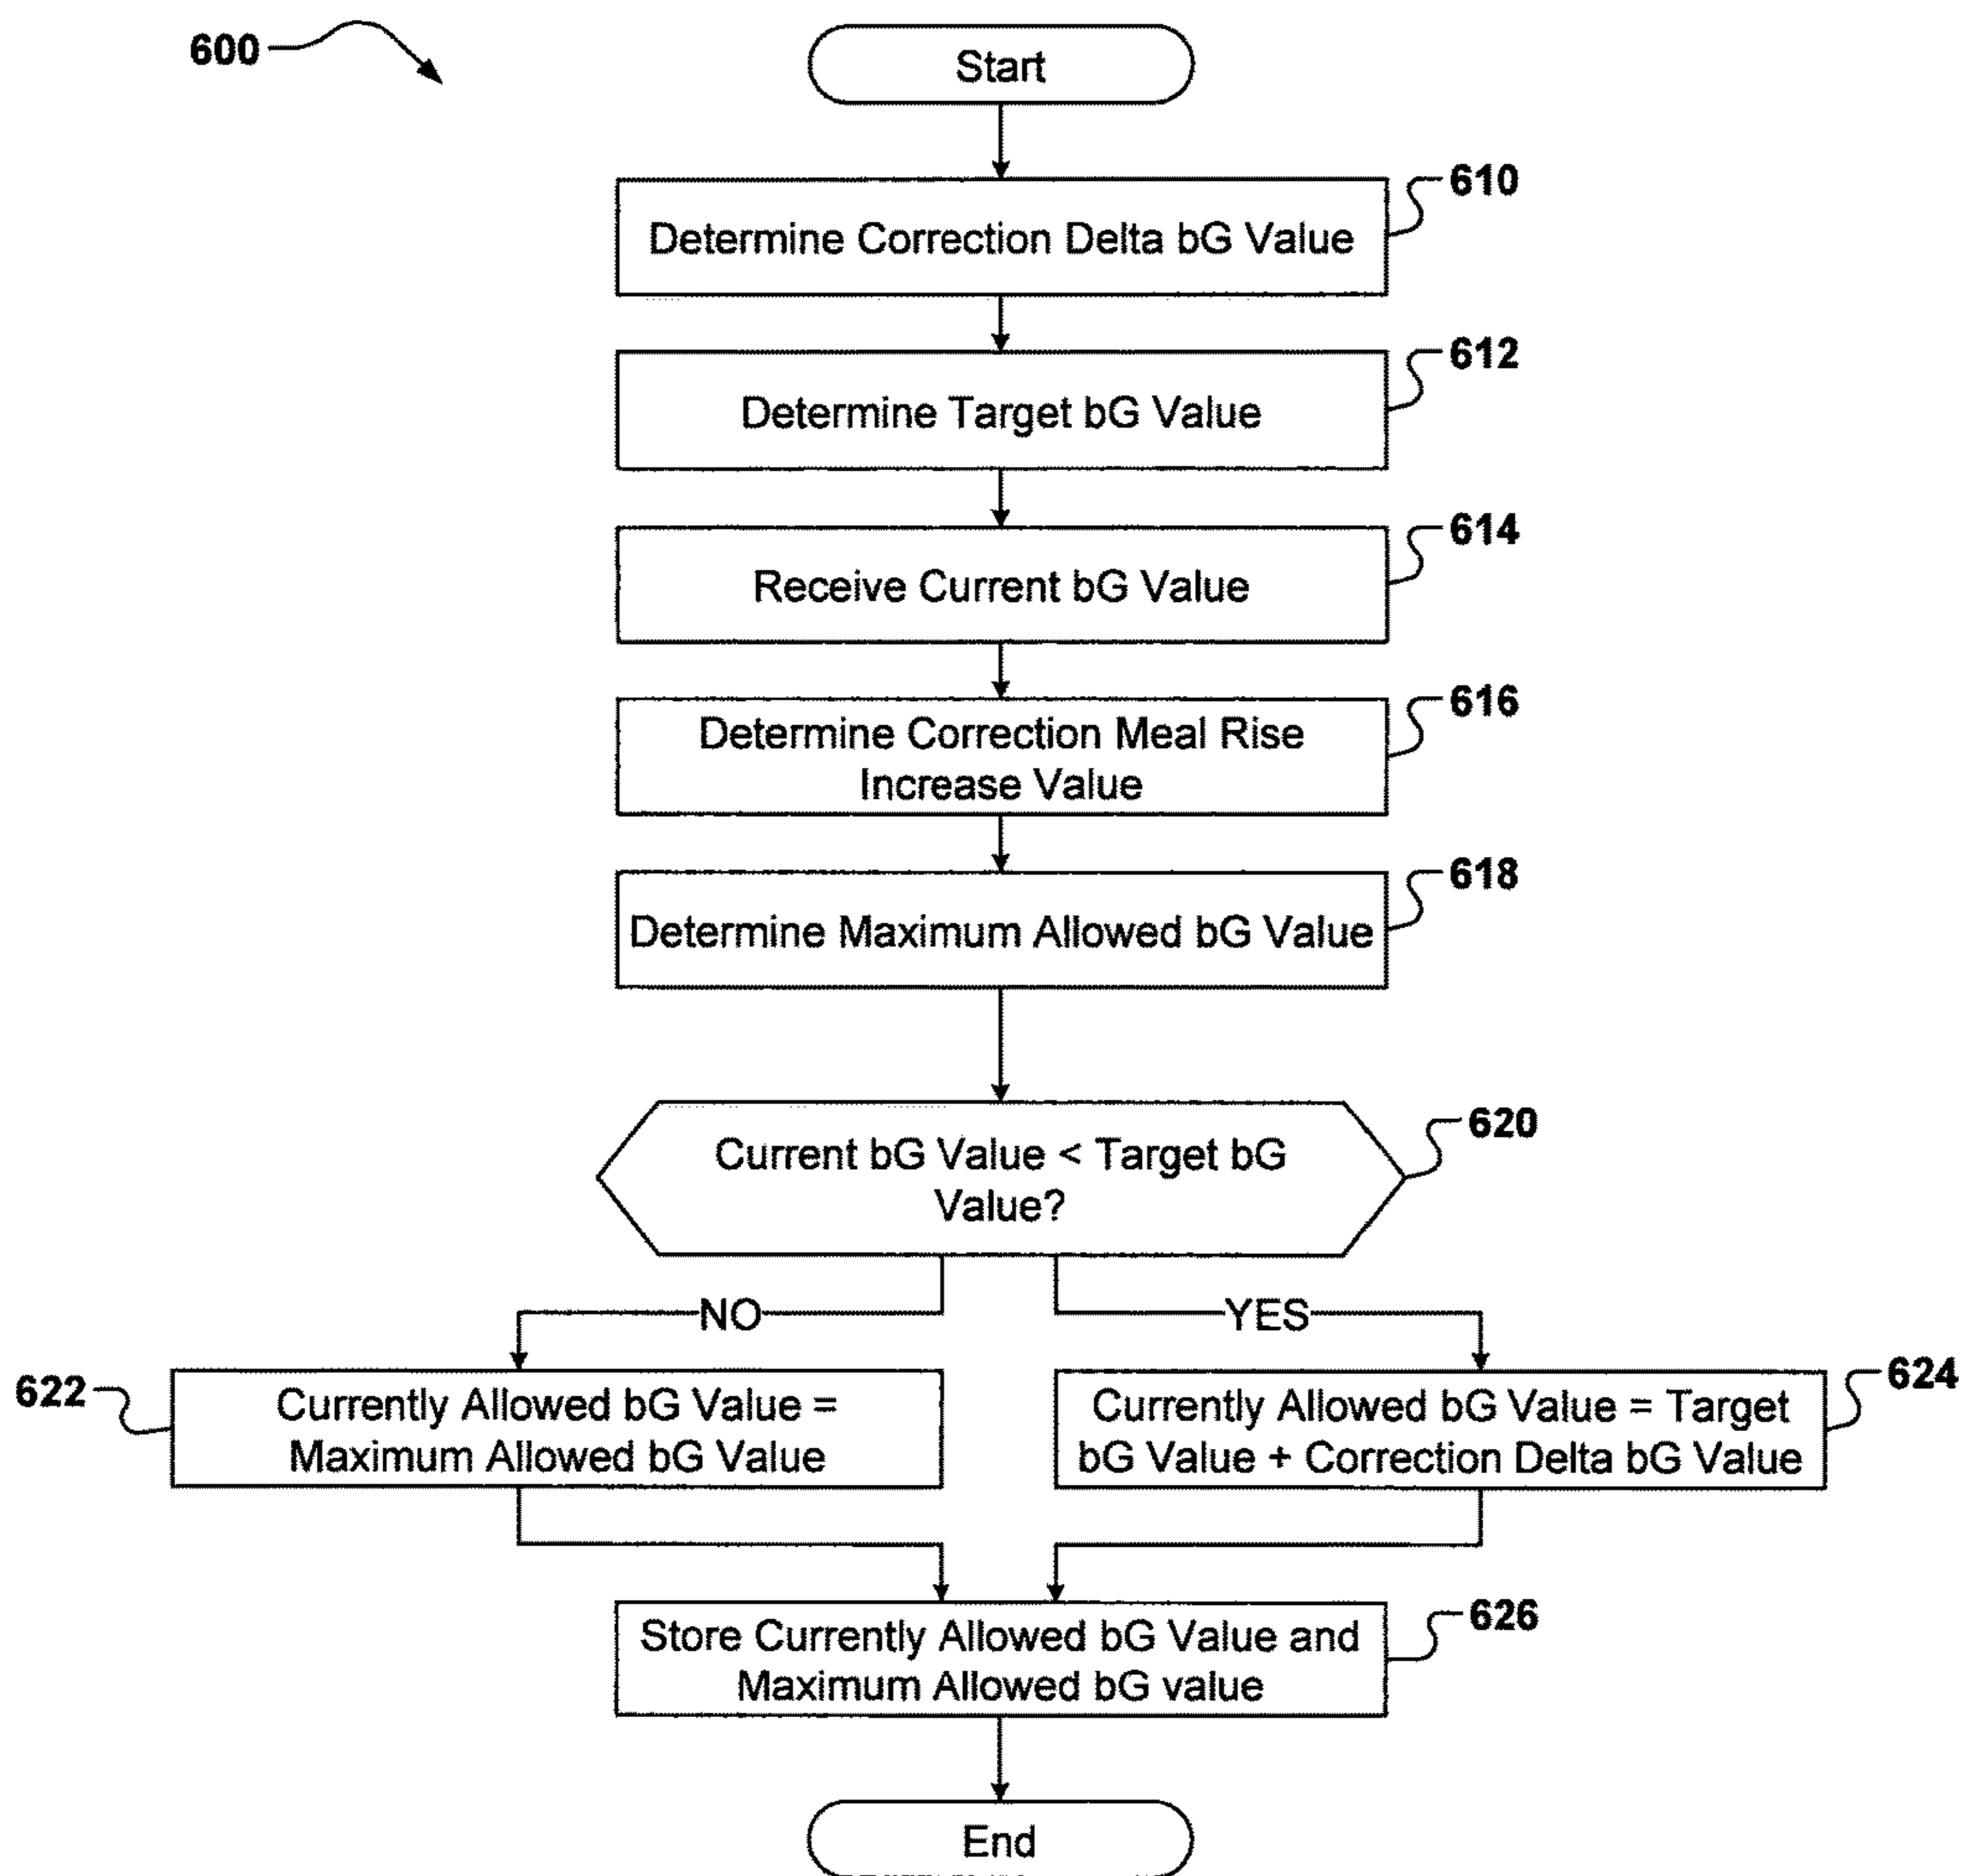 600
Start
610
Determine Correction Delta bG Value
612
Determine Target bG Value
614
Receive Current bG Value
616
Determine Correction Meal Rise
Increase Value
618
Determine Maximum Allowed bG Value
620
Current bG Value < Target bG
Value?
NO
YES
622
Currently Allowed bG Value =
Maximum Allowed bG Value
624
Currently Allowed bG Value = Target
bG Value + Correction Delta bG Value
626
Store Currently Allowed bG Value and
Maximum Allowed bG value
End